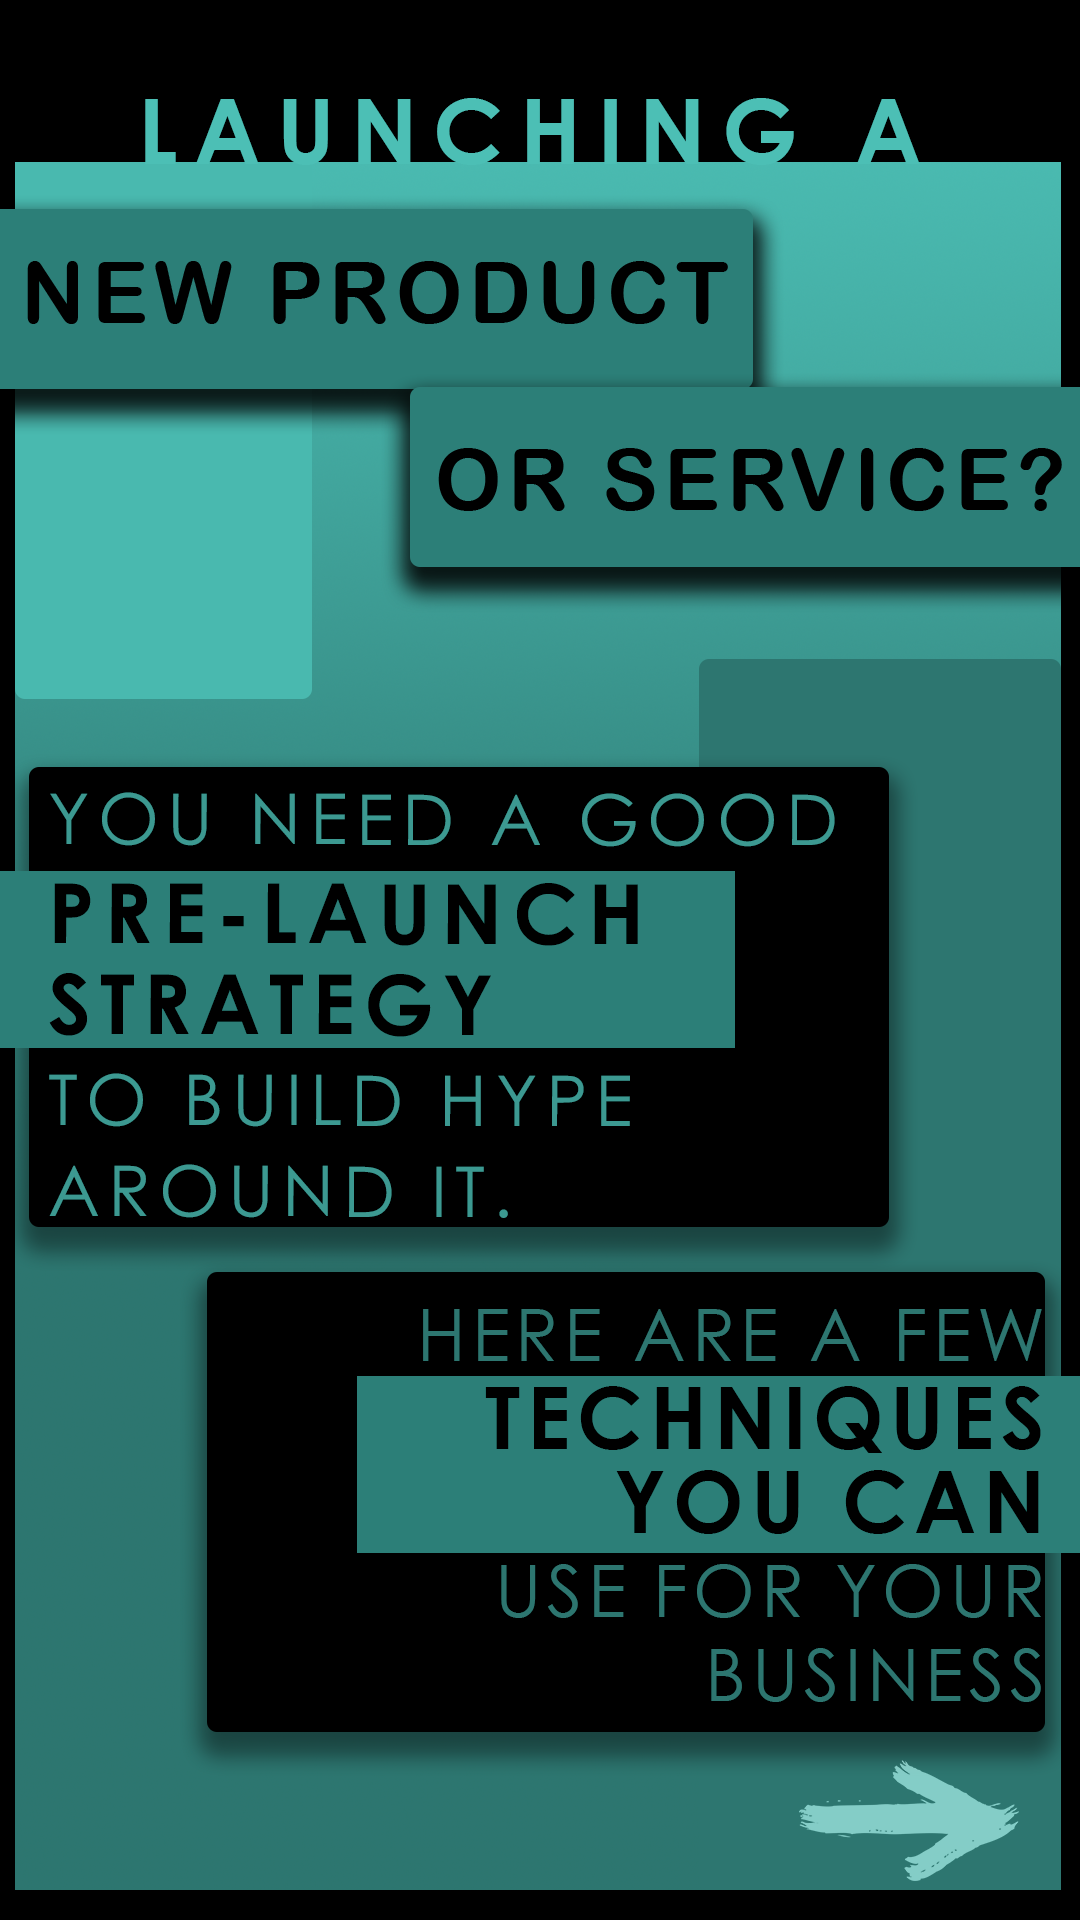 LAUNCHING A
NEW PRODUCT
OR SERVICE?
YOU NEED A GOOD
PRE-LAUNCH
STRATEGY
TO BUILD HYPE
AROUND IT.
HERE ARE A FEW
TECHNIQUES
YOU CAN
USE FOR YOUR
BUSINESS